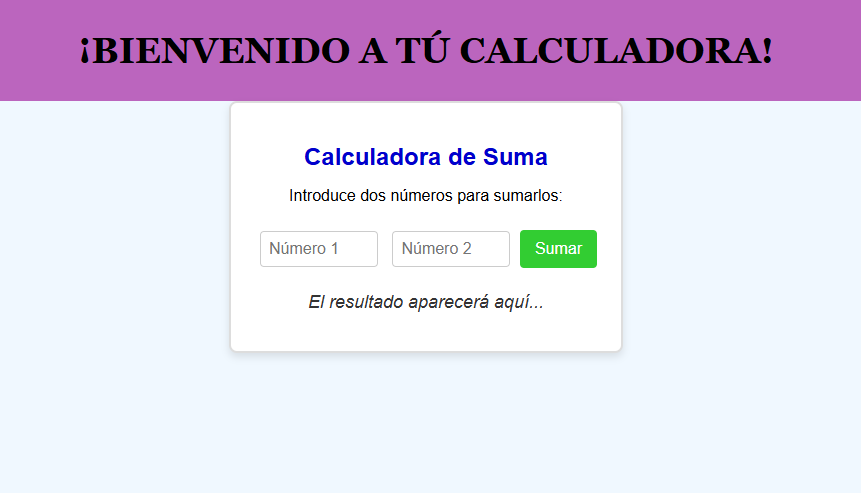 ¡BIENVENIDO A TÚ CALCULADORA!
Calculadora de Suma
Introduce dos números para sumarlos:
Número 1 Número 2 Sumar
El resultado aparecerá aquí...